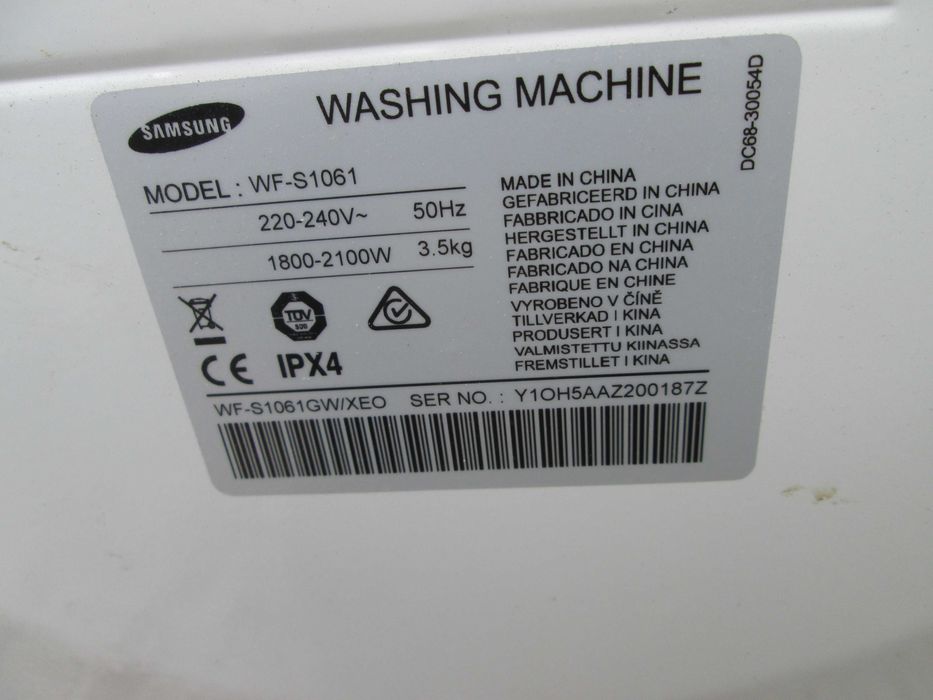 SAMSUNG
WASHING MACHINE
DC68-30054D
MODEL : WF-S1061
220-240V~ 50Hz
1800-2100W 3.5kg
MADE IN CHINA
GEFABRICEERD IN CHINA
FABBRICADO IN CINA
HERGESTELLT IN CHINA
FABRICADO EN CHINA
FABRICADO NA CHINA
FABRIQUE EN CHINE
VYROBENO V ČÍNĚ
TILLVERKAD I KINA
PRODUSERT I KINA
VALMISTETTU KIINASSA
FREMSTILLET I KINA
TÜV
SÜD
CE IPX4
WF-S1061GW/XEO SER NO. : Y1OH5AAZ200187Z